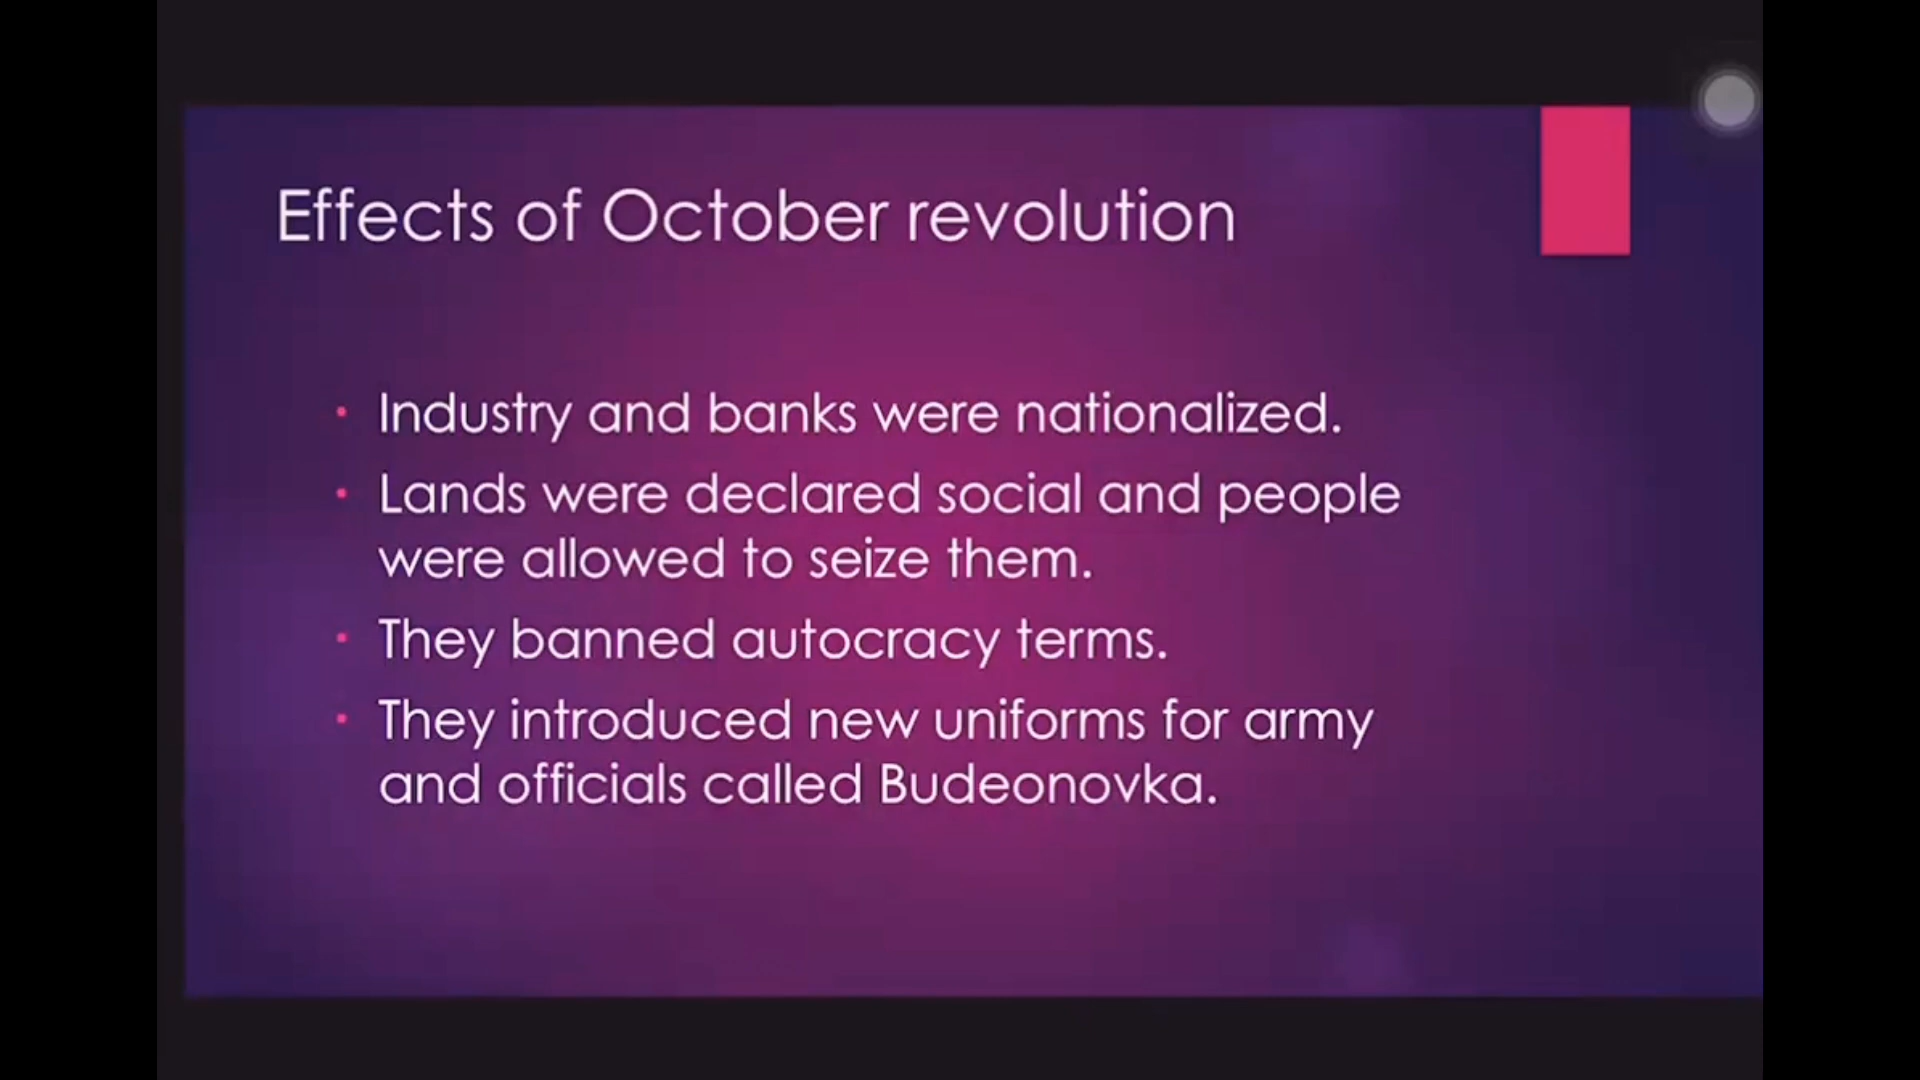 Effects of October revolution
Industry and banks were nationalized.
Lands were declared social and people
were allowed to seize them.
They banned autocracy terms.
They introduced new uniforms for army
and officials called Budeonovka.